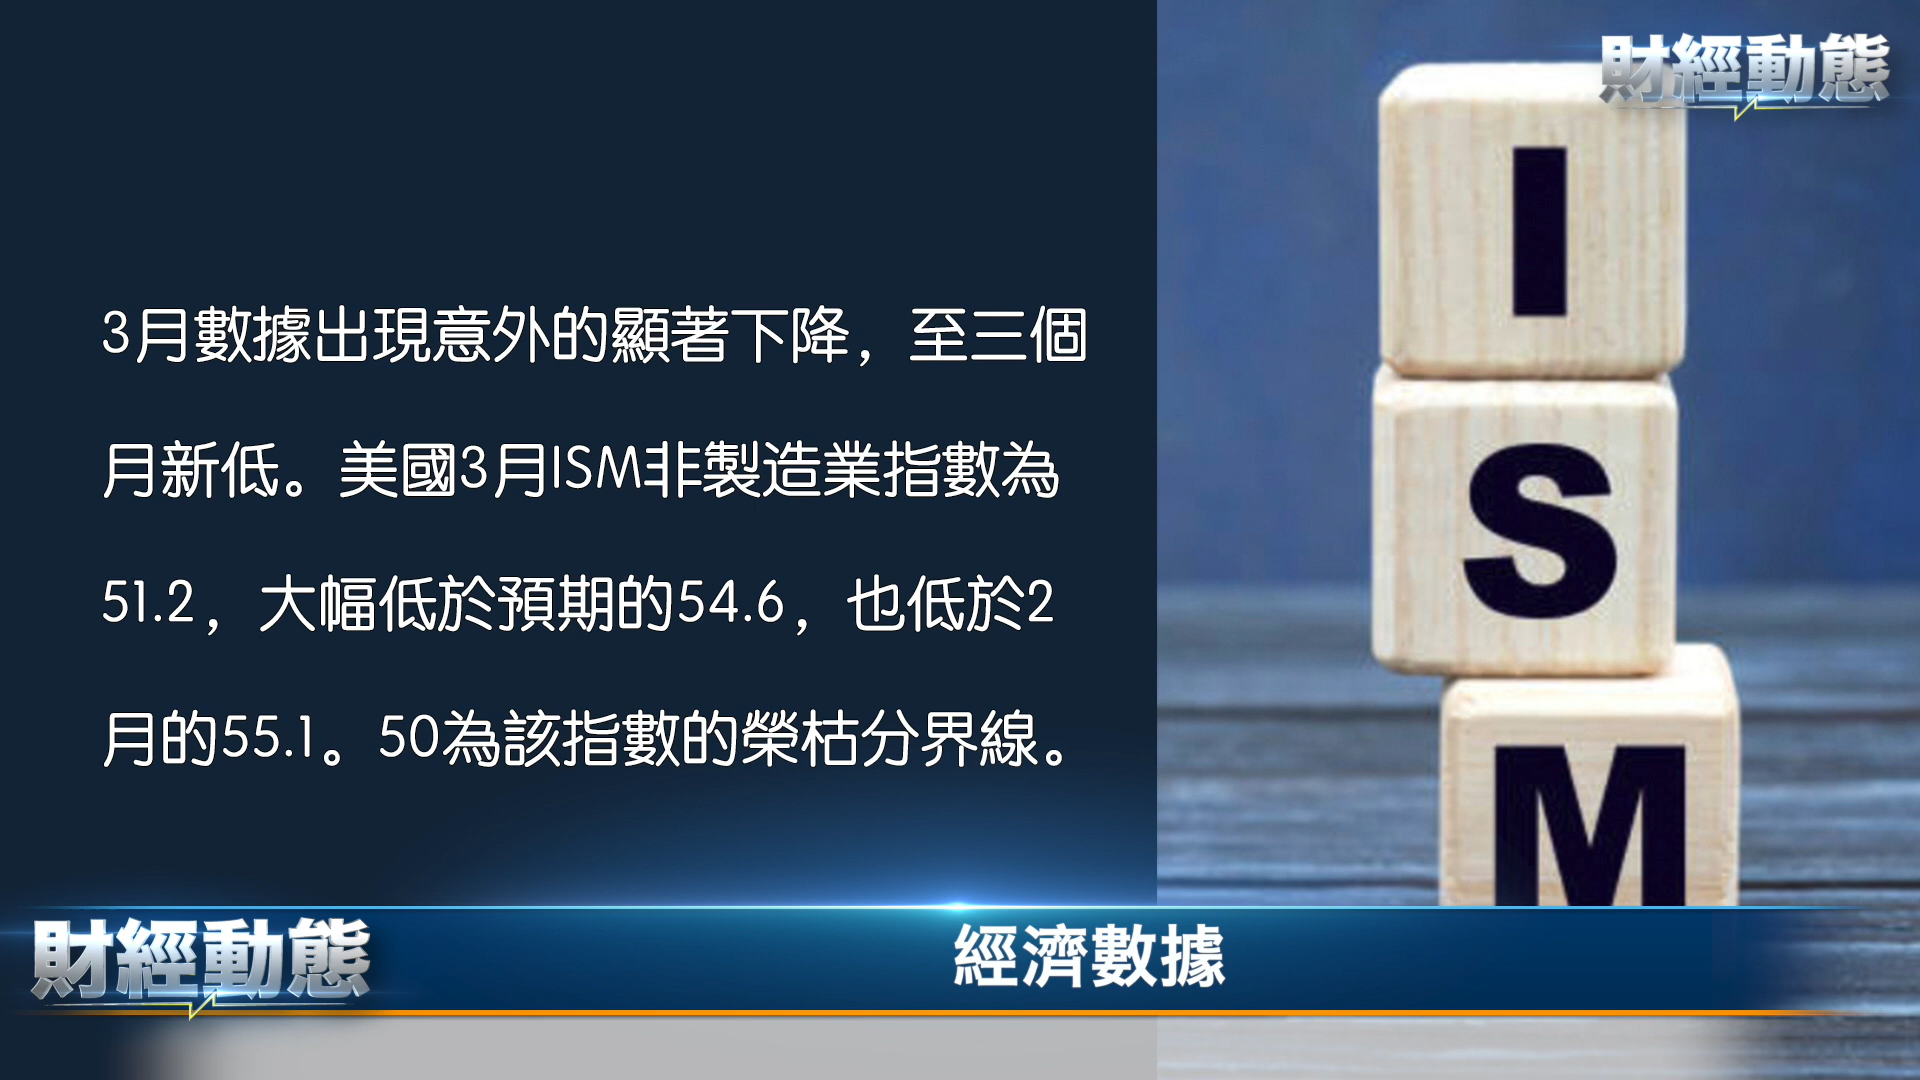 財經動態
3月數據出現意外的顯著下降，至三個
月新低。美國3月ISM非製造業指數為
51.2，大幅低於預期的54.6，也低於2
月的55.1。50為該指數的榮枯分界線。
I
S
M
財經動態
經濟數據